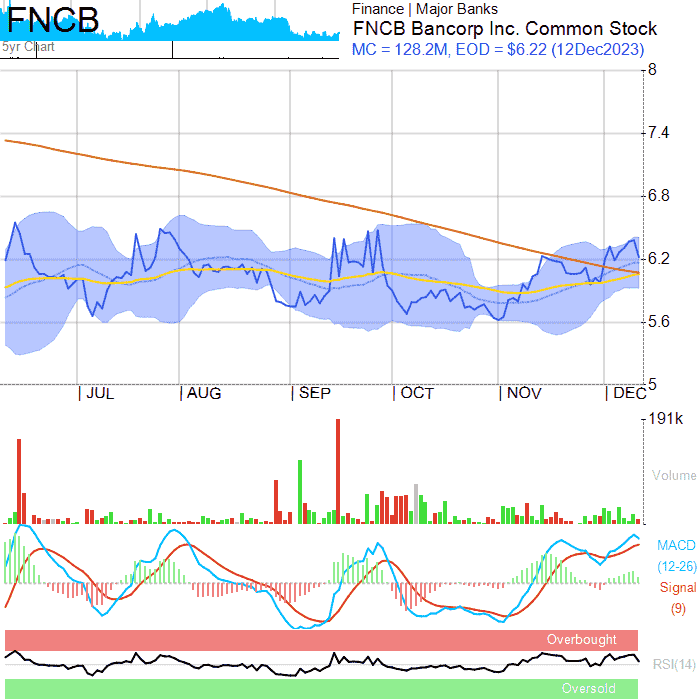 FNCB
5yr Chart
Finance | Major Banks
FNCB Bancorp Inc. Common Stock
MC = 128.2M, EOD = $6.22 (12Dec2023)
8
7.4
6.8
6.2
5.6
5
JUL AUG SEP OCT NOV DEC
191k
Volume
MACD
(12-26)
Signal
(9)
Overbought
RSI(14)
Oversold